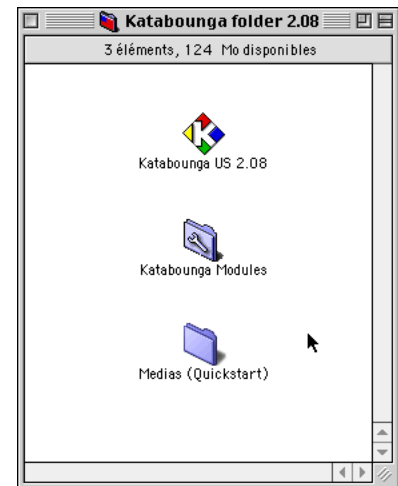 Katabounga folder 2.08
3 éléments, 124 Mo disponibles
Katabounga US 2.08
Katabounga Modules
Medias (Quickstart)